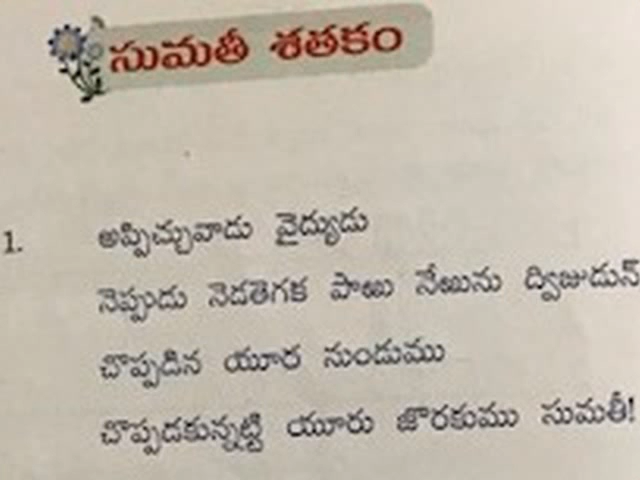 సుమతీ శతకం
1. అప్పిచ్చువాడు వైద్యుడు
నెప్పుడు నెడతెగక పాఱు నేఱును ద్విజుడున్
చొప్పడిన యూర నుండుము
చొప్పడకున్నట్టి యూరు జొరకుము సుమతీ!